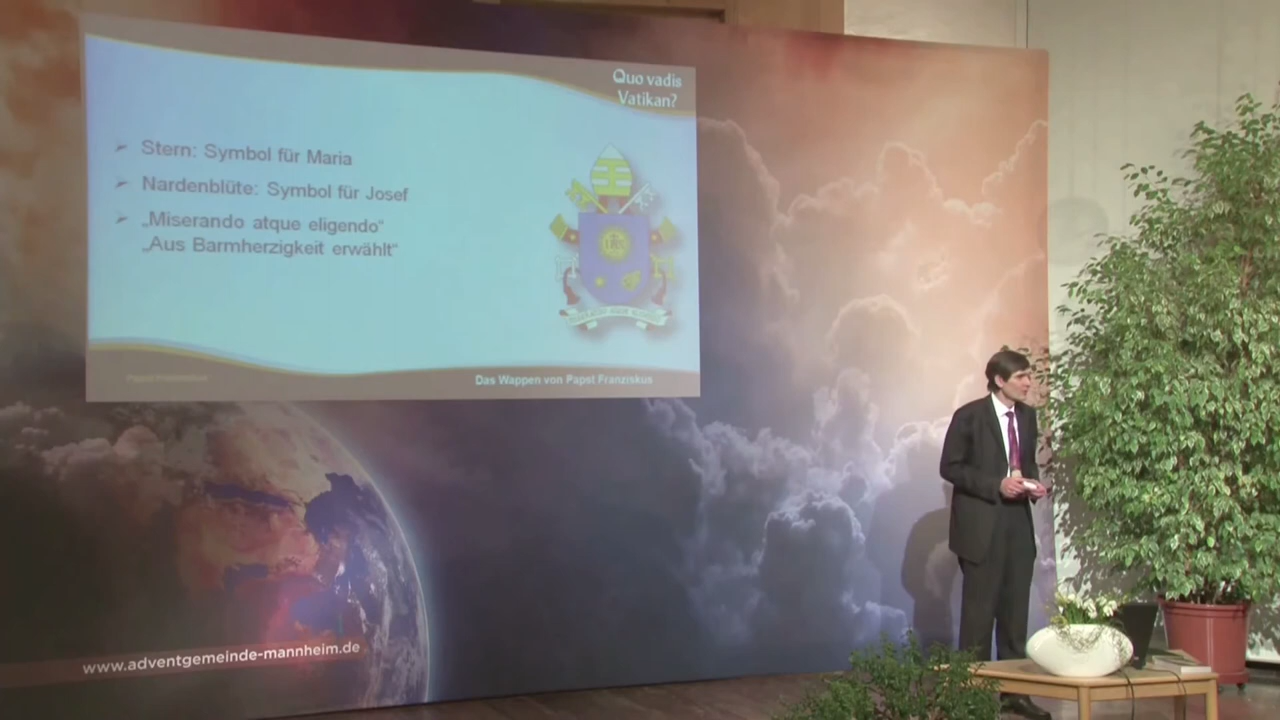 Quo vadis
Vatikan?
Stern: Symbol für Maria
Nardenblüte: Symbol für Josef
„Miserando atque eligendo“
„Aus Barmherzigkeit erwählt“
IHS
Das Wappen von Papst Franziskus
www.adventgemeinde-mannheim.de